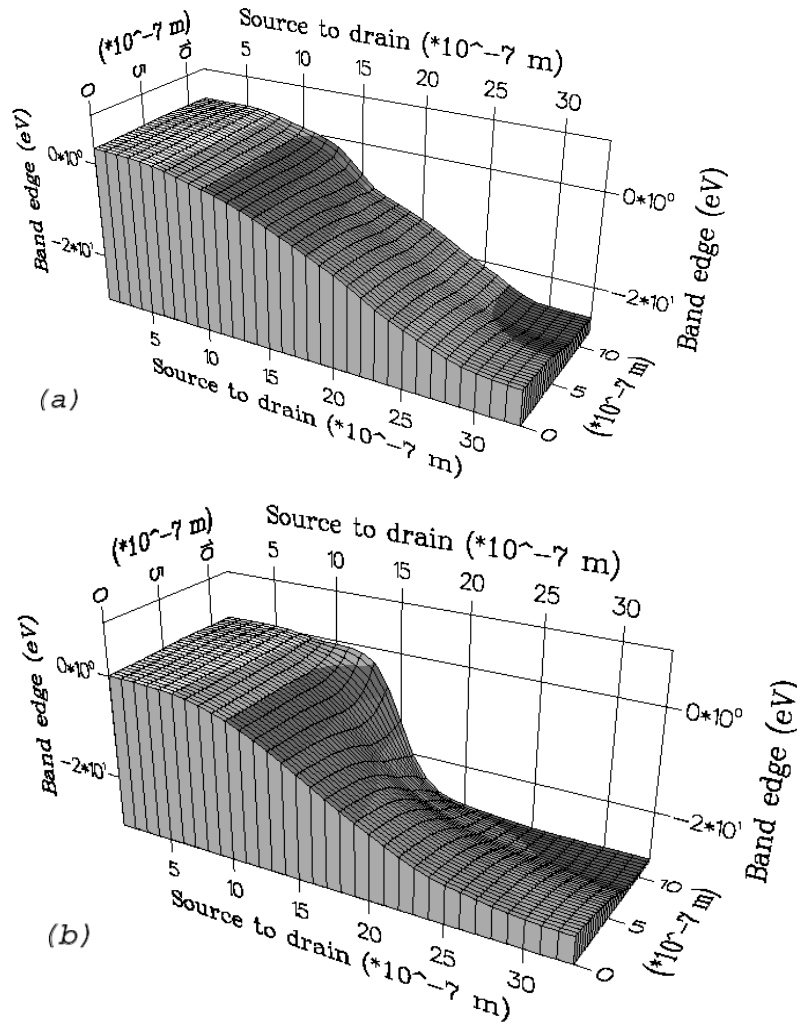 Source to drain (*10^-7 m)
(*10^-7 m)
0 5 10
5 10 15 20 25 30
Band edge (eV)
0*10⁰
-2*10¹
0*10⁰
-2*10¹
Band edge (eV)
5 10 15 20 25 30
Source to drain (*10^-7 m)
0 5 10
(*10^-7 m)
(a)
Source to drain (*10^-7 m)
(*10^-7 m)
0 5 10
5 10 15 20 25 30
Band edge (eV)
0*10⁰
-2*10¹
0*10⁰
-2*10¹
Band edge (eV)
5 10 15 20 25 30
Source to drain (*10^-7 m)
0 5 10
(*10^-7 m)
(b)